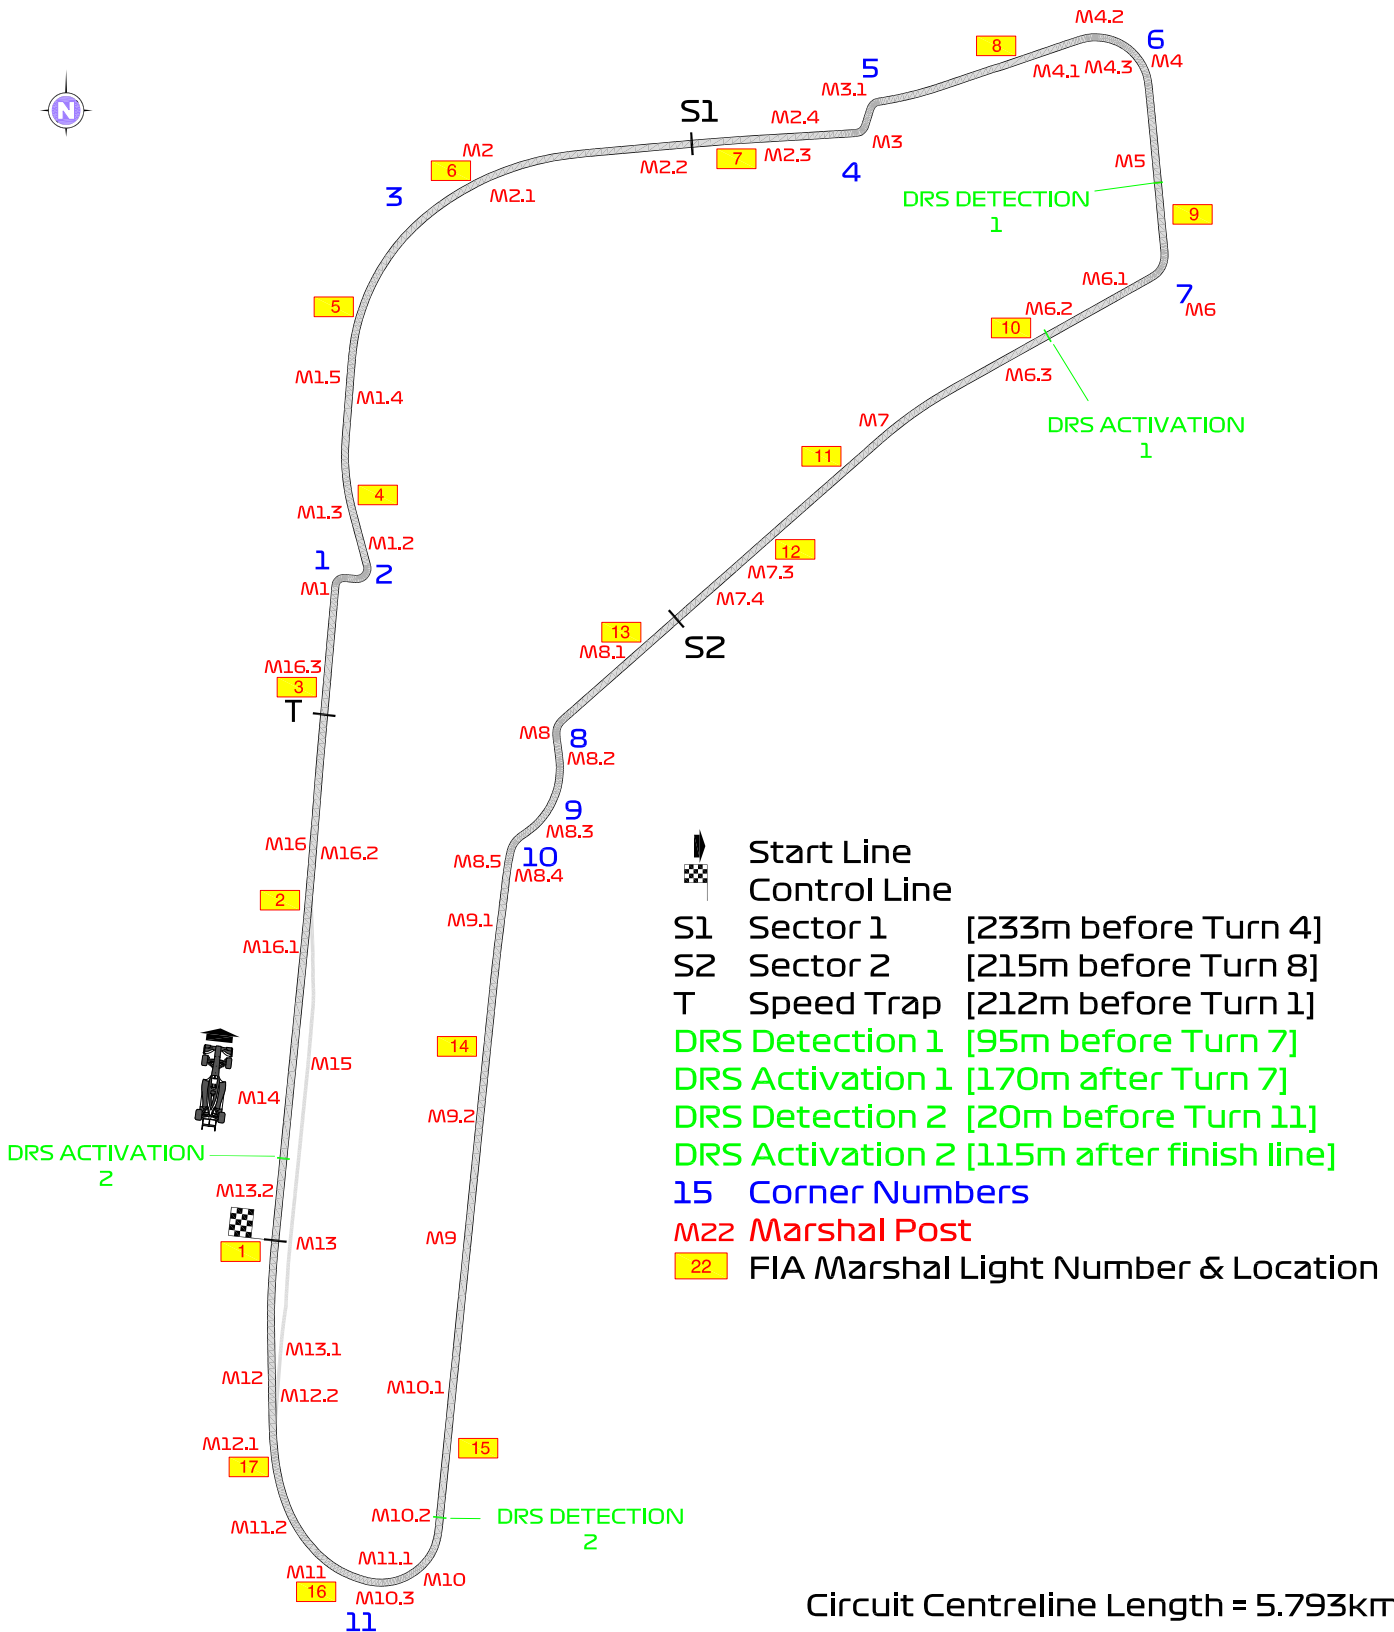 M4.2
6
8
M4
M4.1 M4.3
5
M3.1
N
S1
M2.4
M3
M2
7
M2.3
M2.2
4
6
M5
3
M2.1
DRS DETECTION
1
9
M6.1
7
M6
5
M6.2
10
M1.5
M6.3
M1.4
M7
DRS ACTIVATION
1
11
4
M1.3
M1.2
12
1
2
M7.3
M1
M7.4
13
S2
M8.1
M16.3
3
T
M8
8
M8.2
9
M8.3
M16
M16.2
10
M8.5
M8.4
2
M9.1
M16.1
14
M15
M14
M9.2
DRS ACTIVATION
2
M13.2
M13
M9
1
M13.1
M12
M10.1
M12.2
M12.1
15
17
M10.2
DRS DETECTION
2
M11.2
M11.1
M11
M10
16
M10.3
11
Start Line
Control Line
S1 Sector 1 [233m before Turn 4]
S2 Sector 2 [215m before Turn 8]
T Speed Trap [212m before Turn 1]
DRS Detection 1 [95m before Turn 7]
DRS Activation 1 [170m after Turn 7]
DRS Detection 2 [20m before Turn 11]
DRS Activation 2 [115m after finish line]
15 Corner Numbers
M22 Marshal Post
22 FIA Marshal Light Number & Location
Circuit Centreline Length = 5.793km